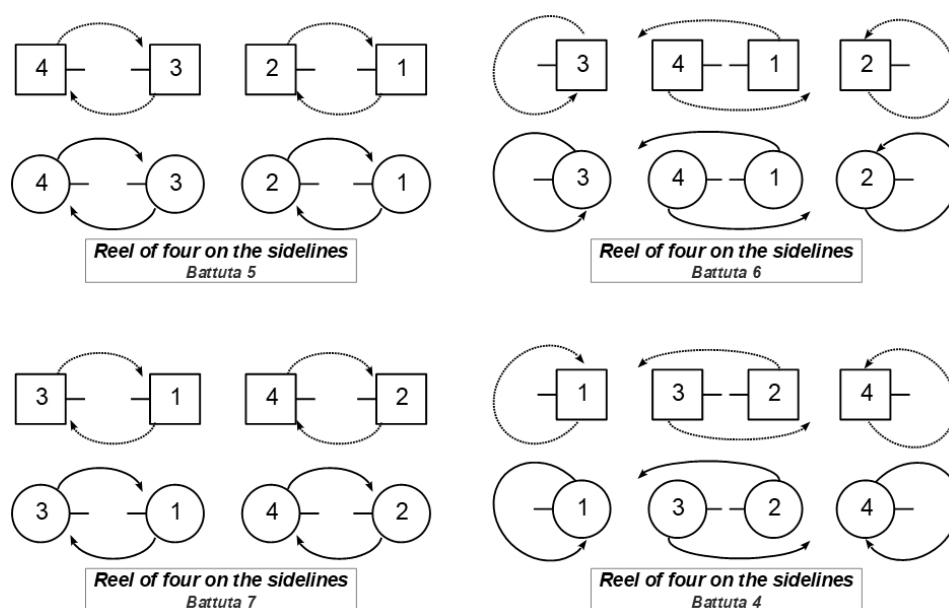 4 3 2 1
4 3 2 1
Reel of four on the sidelines
Battuta 5
3 4 1 2
3 4 1 2
Reel of four on the sidelines
Battuta 6
3 1 4 2
3 1 4 2
Reel of four on the sidelines
Battuta 7
1 3 2 4
1 3 2 4
Reel of four on the sidelines
Battuta 4